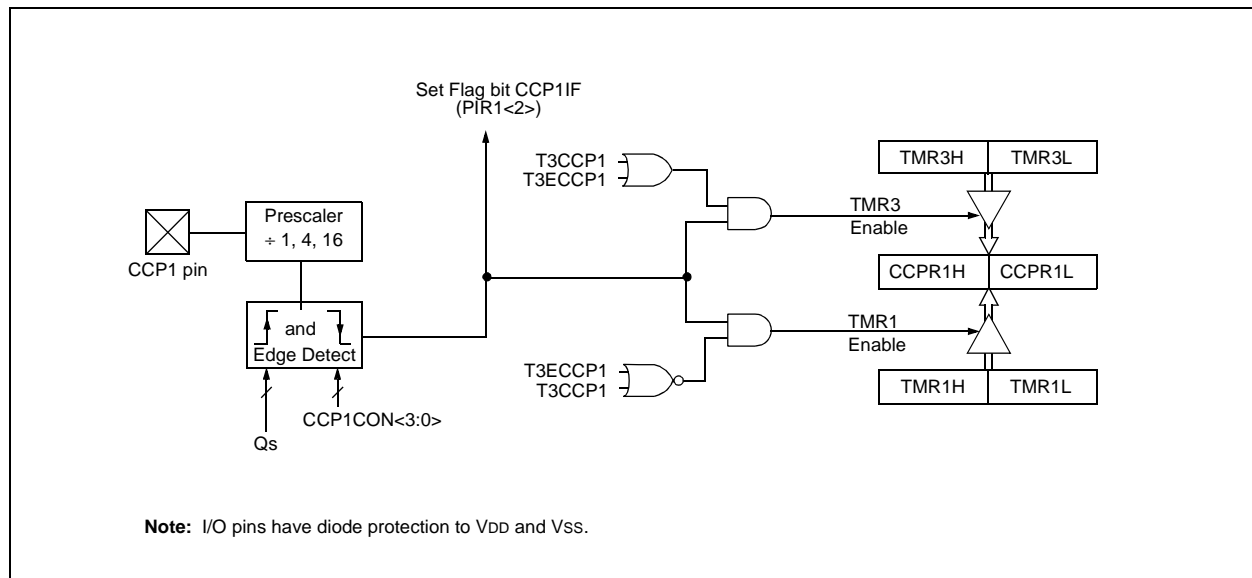 Set Flag bit CCP1IF
(PIR1<2>)
T3CCP1
T3ECCP1
TMR3H TMR3L
Prescaler
÷ 1, 4, 16
TMR3
Enable
CCP1 pin
CCPR1H CCPR1L
and
Edge Detect
TMR1
Enable
T3ECCP1
T3CCP1
TMR1H TMR1L
CCP1CON<3:0>
Qs
Note: I/O pins have diode protection to VDD and VSS.